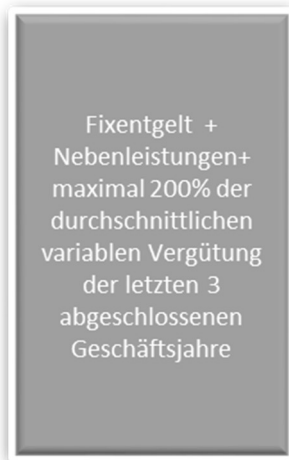 Fixentgelt +
Nebenleistungen+
maximal 200% der
durchschnittlichen
variablen Vergütung
der letzten 3
abgeschlossenen
Geschäftsjahre